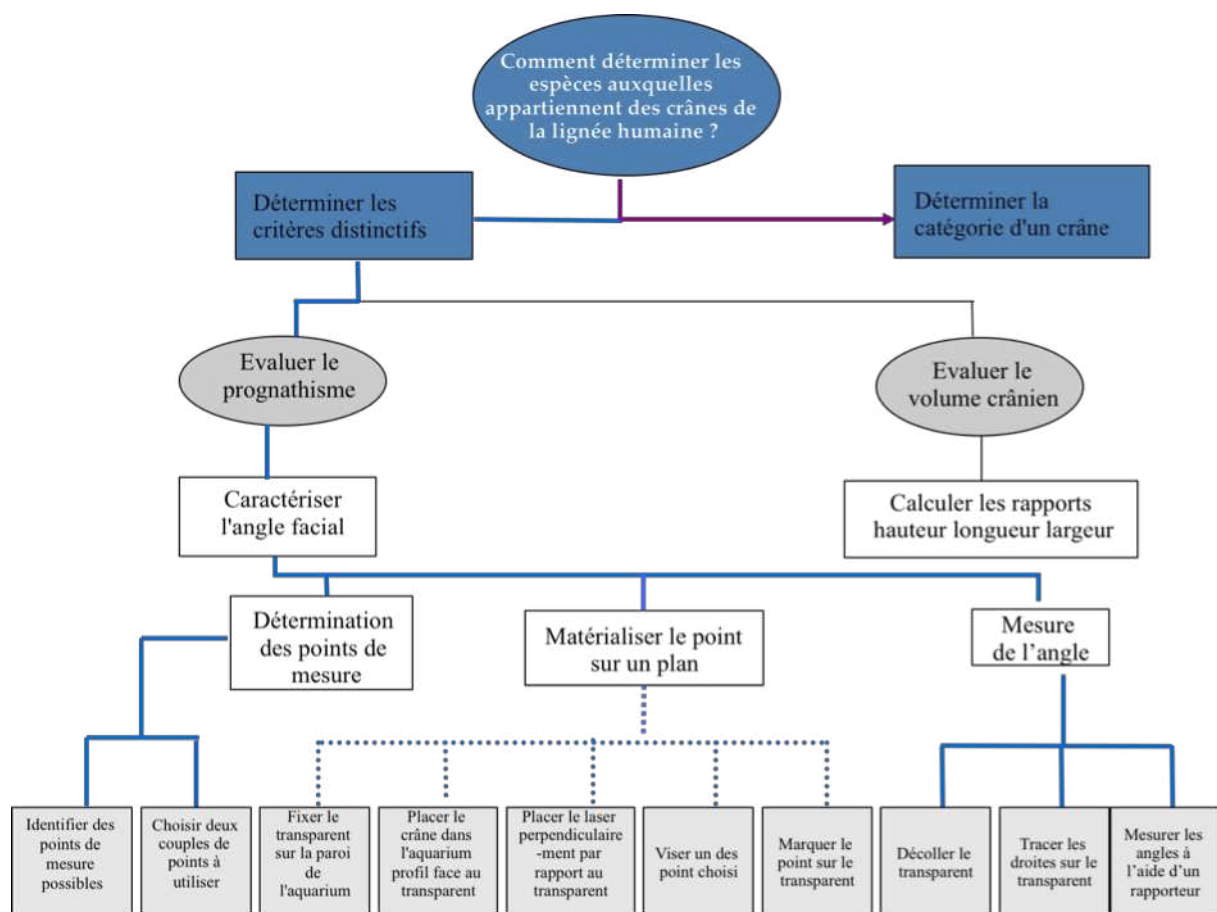 Comment déterminer les
espèces auxquelles
appartiennent des crânes de
la lignée humaine ?
Déterminer les
critères distinctifs
Déterminer la
catégorie d'un crâne
Evaluer le
prognathisme
Evaluer le
volume crânien
Caractériser
l'angle facial
Calculer les rapports
hauteur longueur largeur
Détermination
des points de
mesure
Matérialiser le point
sur un plan
Mesure
de l’angle
Identifier des
points de
mesure
possibles
Choisir deux
couples de
points à
utiliser
Fixer le
transparent
sur la paroi
de
l'aquarium
Placer le
crâne dans
l'aquarium
profil face au
transparent
Placer le laser
perpendiculaire
-ment par
rapport au
transparent
Viser un des
point choisi
Marquer le
point sur le
transparent
Décoller le
transparent
Tracer les
droites sur le
transparent
Mesurer les
angles à
l’aide d’un
rapporteur